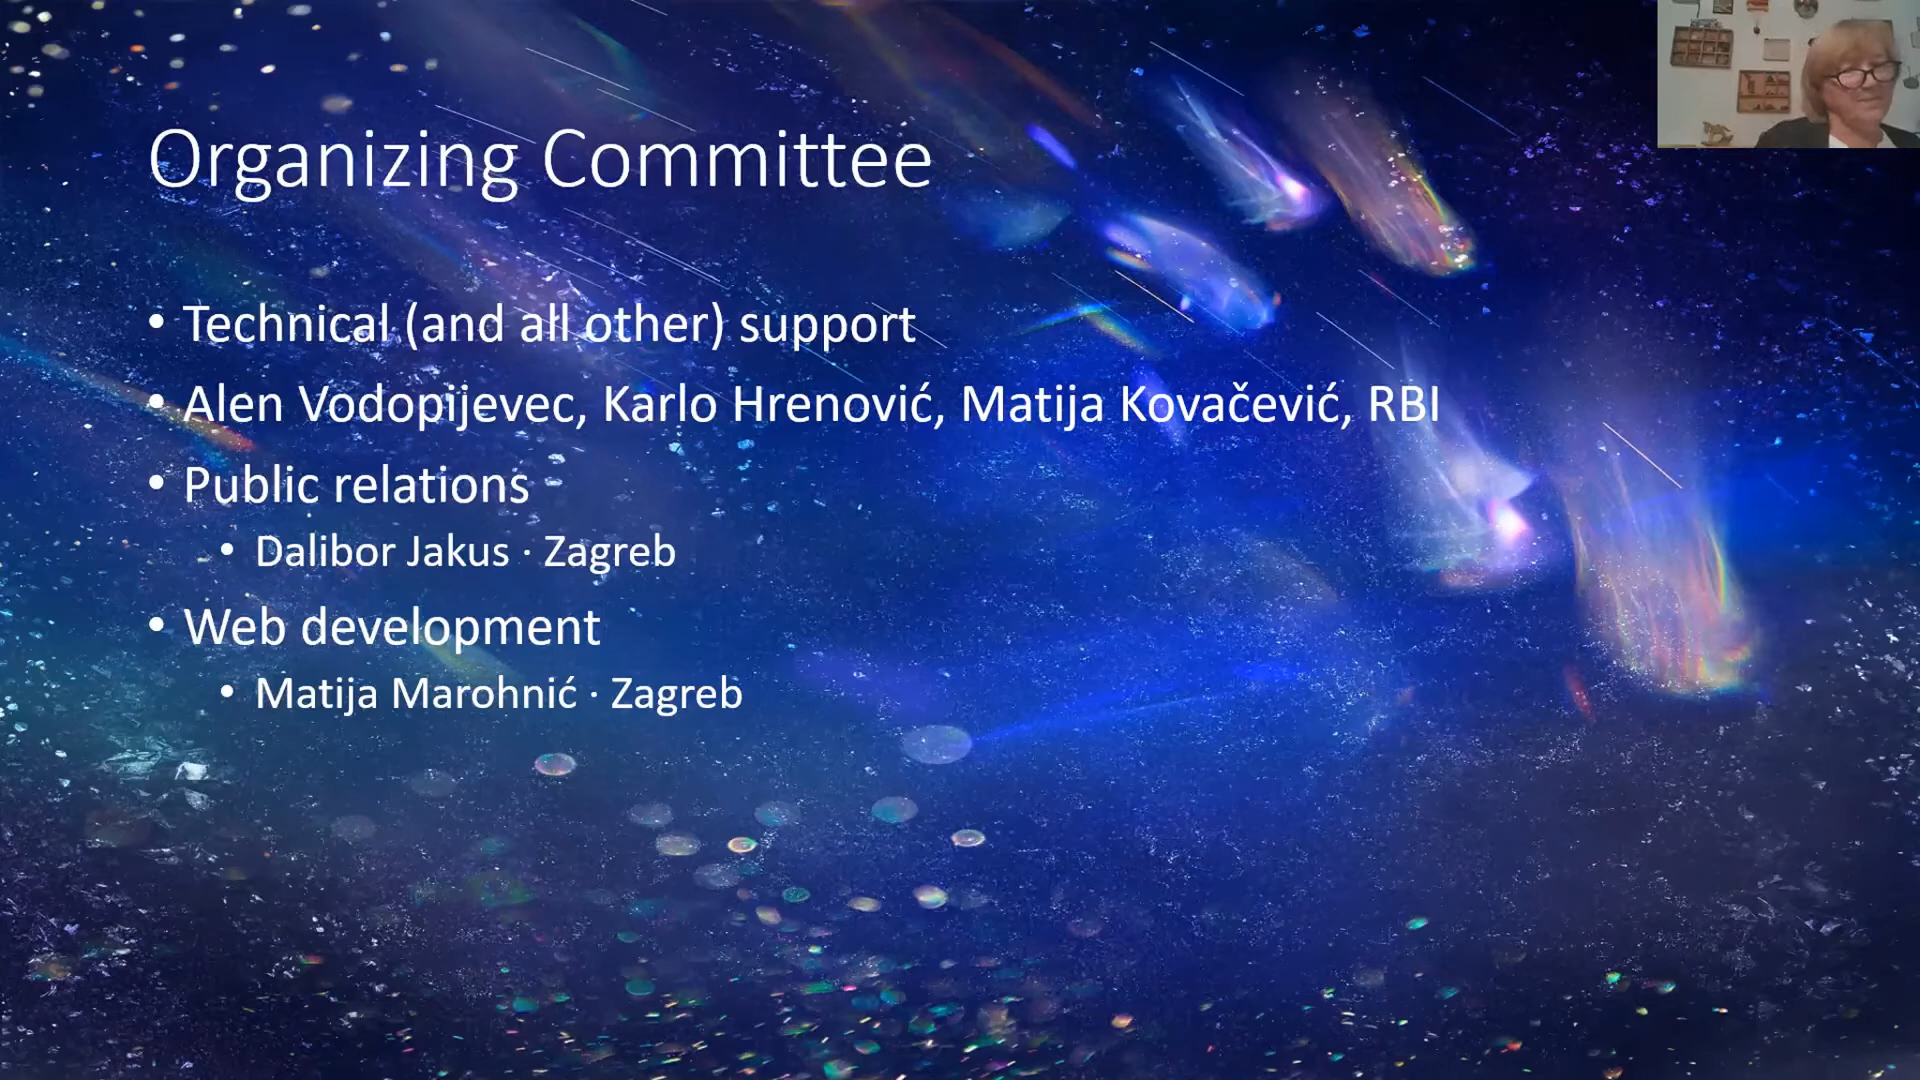 Organizing Committee
• Technical (and all other) support
• Alen Vodopijevec, Karlo Hrenović, Matija Kovačević, RBI
• Public relations
• Dalibor Jakus · Zagreb
• Web development
• Matija Marohnić · Zagreb